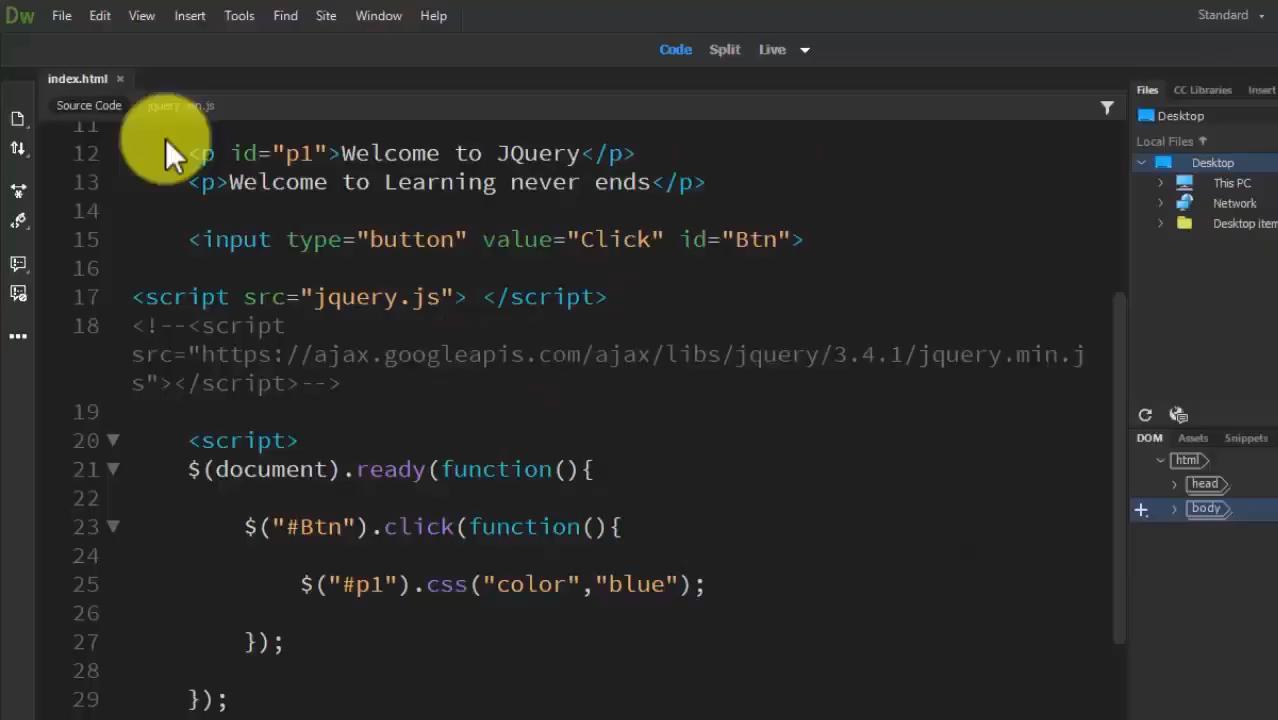 Dw File Edit View Insert Tools Find Site Window Help Standard
Code Split Live
index.html ×
Source Code
11
12 <p id="p1">Welcome to JQuery</p>
13 <p>Welcome to Learning never ends</p>
14
15 <input type="button" value="Click" id="Btn">
16
17 <script src="jquery.js"> </script>
18 <!--<script
src="https://ajax.googleapis.com/ajax/libs/jquery/3.4.1/jquery.min.j
s"></script>-->
19
20 <script>
21 $(document).ready(function(){
22
23 $("#Btn").click(function(){
24
25 $("#p1").css("color","blue");
26
27 });
28
29 });
Files CC Libraries Insert
Desktop
Local Files
Desktop
This PC
Network
Desktop item
DOM Assets Snippets
html
head
body